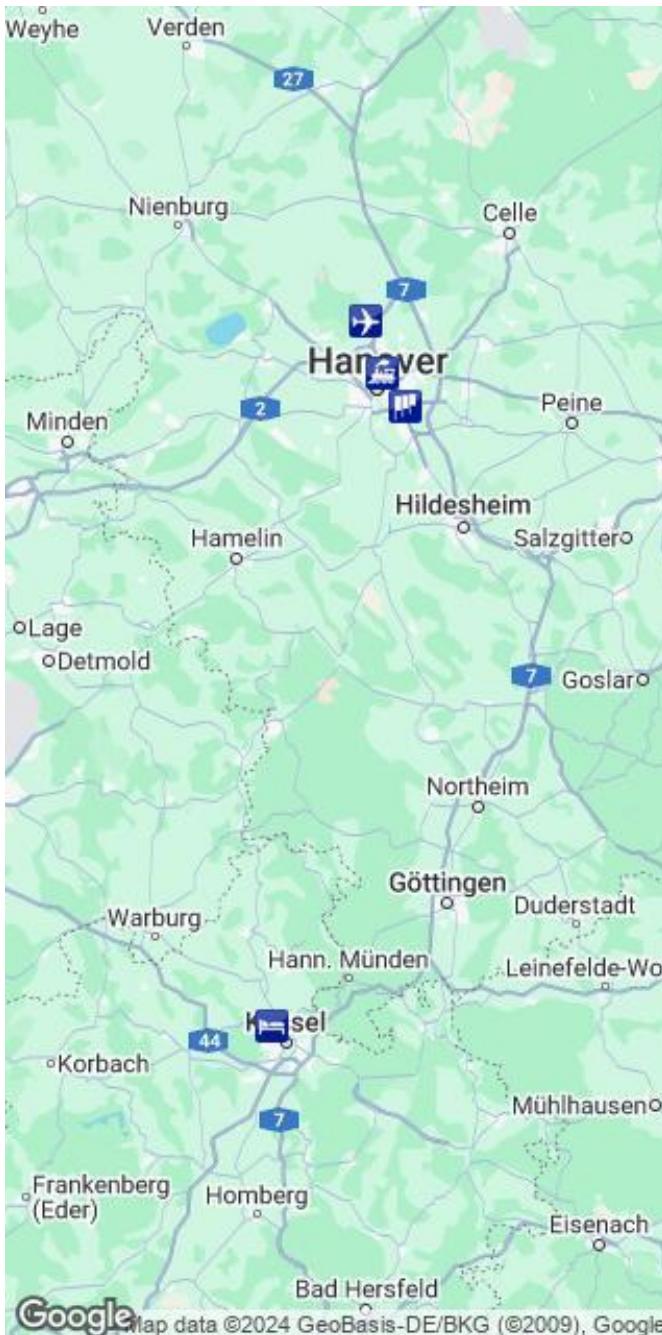 Weyhe
Verden
27
Nienburg
Celle
7
Hanover
2
Peine
Minden
Hildesheim
Hamelin
Salzgitter
Lage
Detmold
7
Goslar
Northeim
Göttingen
Duderstadt
Warburg
Hann. Münden
Leinefelde-Wo
44
Korbach
7
Mühlhausen
Frankenberg
(Eder)
Homberg
Eisenach
Bad Hersfeld
Google
Map data ©2024 GeoBasis-DE/BKG (©2009), Google